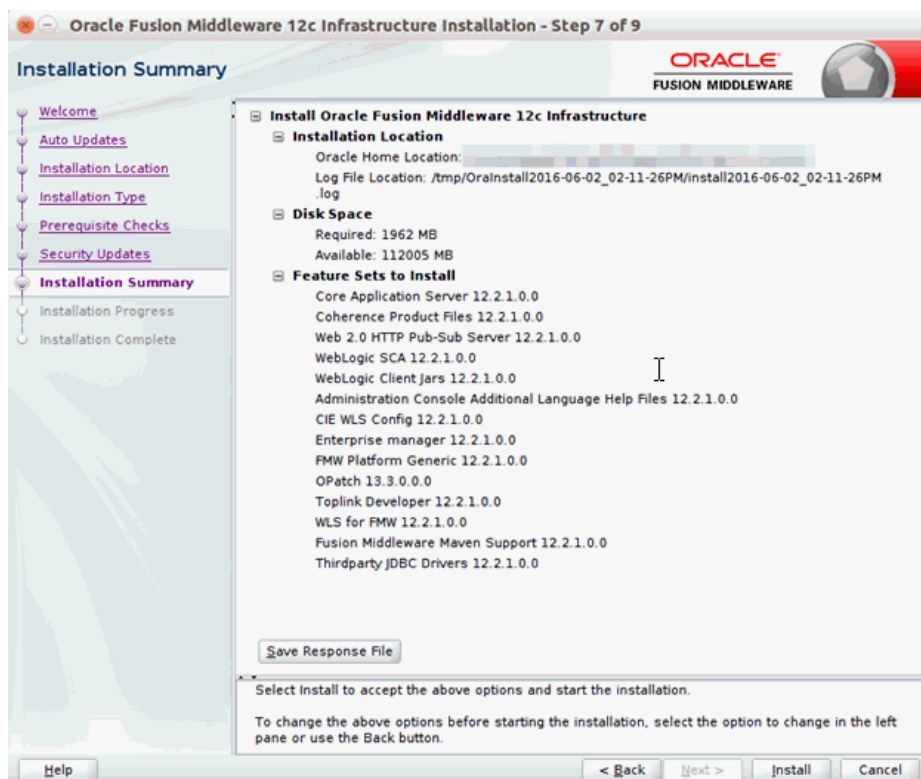 Oracle Fusion Middleware 12c Infrastructure Installation - Step 7 of 9
Installation Summary
ORACLE
FUSION MIDDLEWARE
Welcome
Auto Updates
Installation Location
Installation Type
Prerequisite Checks
Security Updates
Installation Summary
Installation Progress
Installation Complete
Install Oracle Fusion Middleware 12c Infrastructure
Installation Location
Oracle Home Location:
Log File Location: /tmp/OraInstall2016-06-02_02-11-26PM/install2016-06-02_02-11-26PM
.log
Disk Space
Required: 1962 MB
Available: 112005 MB
Feature Sets to Install
Core Application Server 12.2.1.0.0
Coherence Product Files 12.2.1.0.0
Web 2.0 HTTP Pub-Sub Server 12.2.1.0.0
WebLogic SCA 12.2.1.0.0
WebLogic Client Jars 12.2.1.0.0
Administration Console Additional Language Help Files 12.2.1.0.0
CIE WLS Config 12.2.1.0.0
Enterprise manager 12.2.1.0.0
FMW Platform Generic 12.2.1.0.0
OPatch 13.3.0.0.0
Toplink Developer 12.2.1.0.0
WLS for FMW 12.2.1.0.0
Fusion Middleware Maven Support 12.2.1.0.0
Thirdparty JDBC Drivers 12.2.1.0.0
Save Response File
Select Install to accept the above options and start the installation.
To change the above options before starting the installation, select the option to change in the left
pane or use the Back button.
Help
< Back
Next >
Install
Cancel